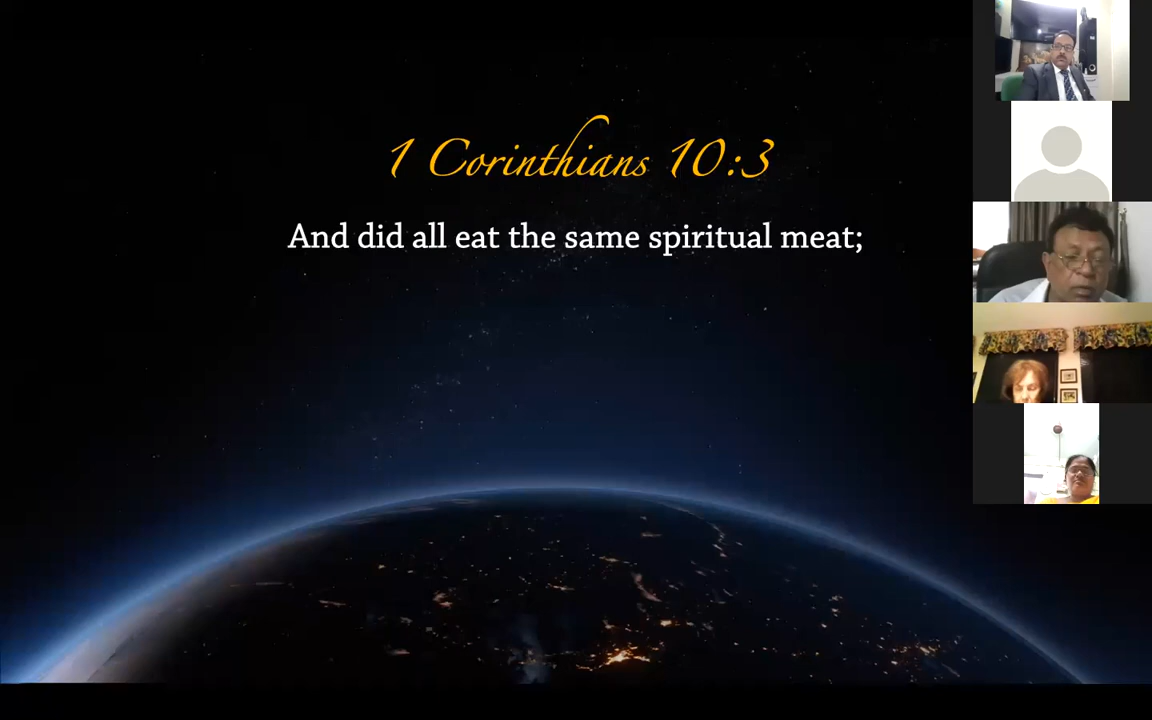 1 Corinthians 10:3
And did all eat the same spiritual meat;